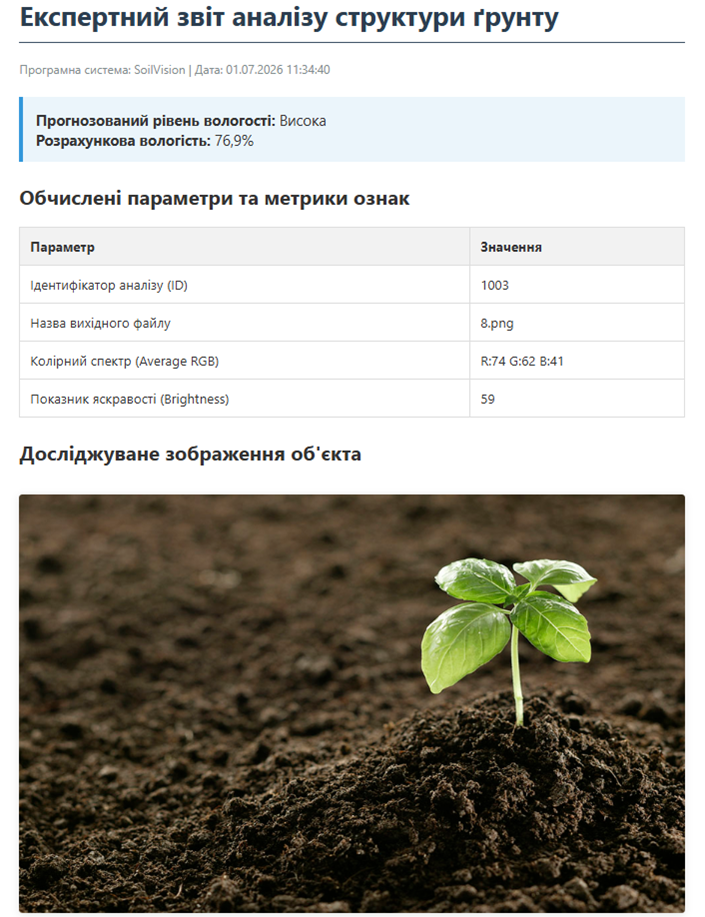 Експертний звіт аналізу структури ґрунту
Програмна система: SoilVision | Дата: 01.07.2026 11:34:40
Прогнозований рівень вологості: Висока
Розрахункова вологість: 76,9%
Обчислені параметри та метрики ознак
Параметр Значення
Ідентифікатор аналізу (ID) 1003
Назва вихідного файлу 8.png
Колірний спектр (Average RGB) R:74 G:62 B:41
Показник яскравості (Brightness) 59
Досліджуване зображення об'єкта